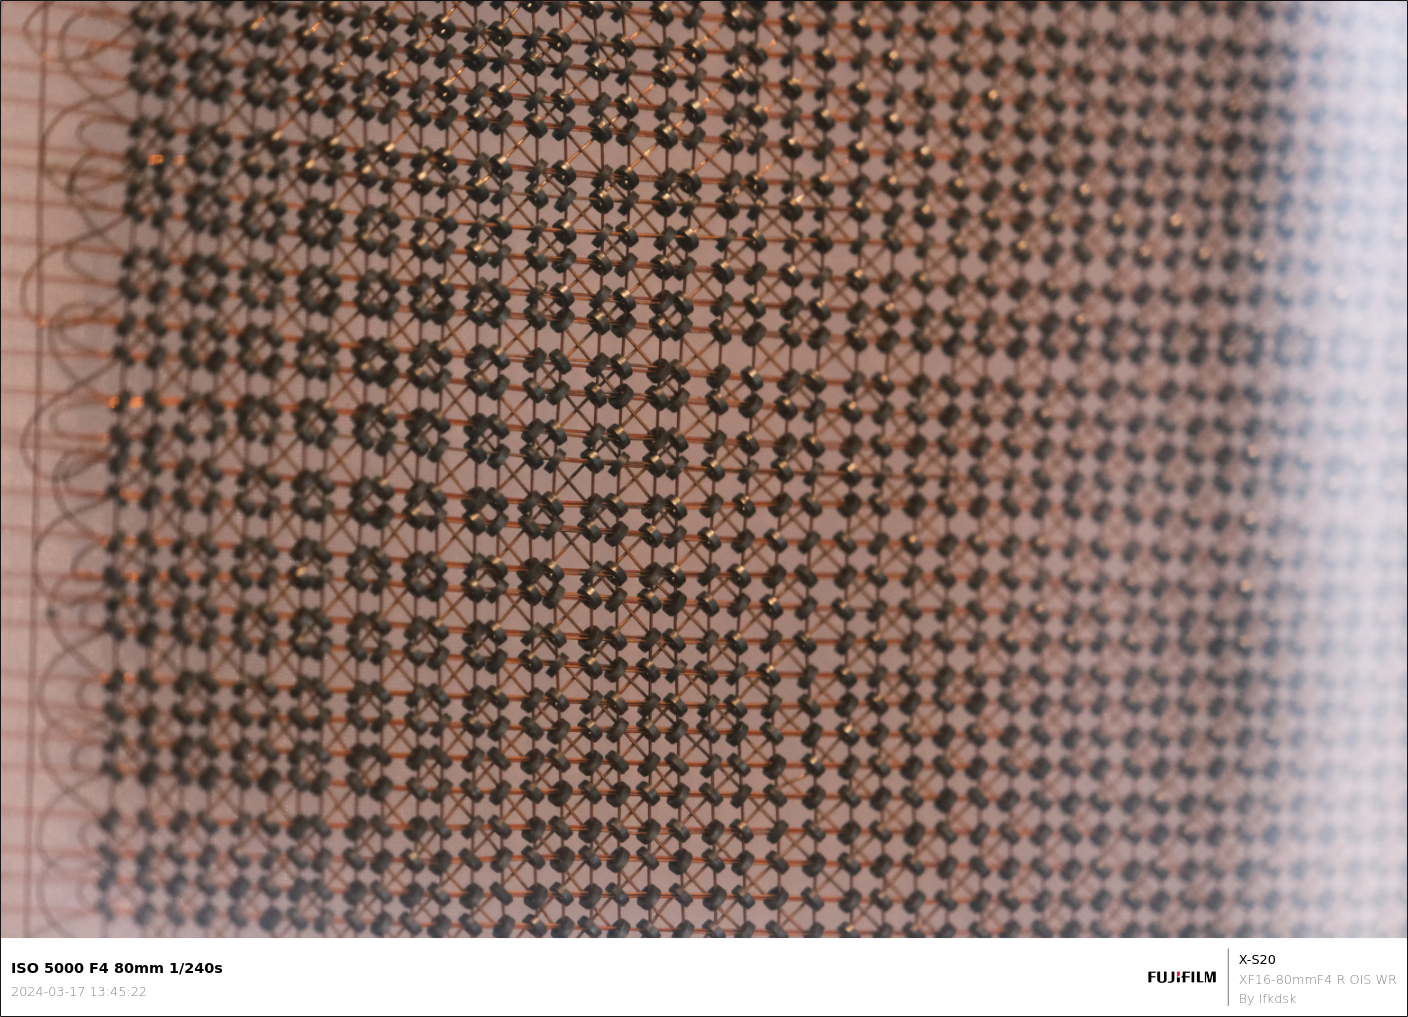 ISO 5000 F4 80mm 1/240s
2024-03-17 13:45:22
FUJIFILM
X-S20
XF16-80mmF4 R OIS WR
By lfkdsk